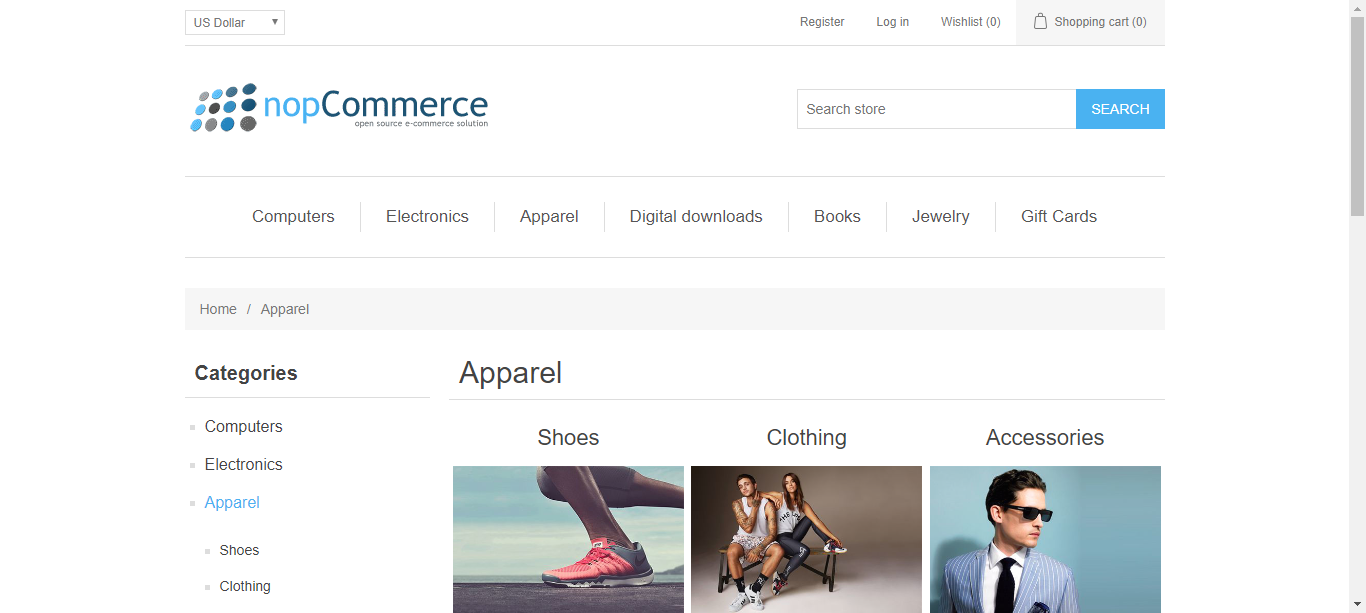 US Dollar
Register Log in Wishlist (0) Shopping cart (0)
nopCommerce
open source e-commerce solution
Search store SEARCH
Computers Electronics Apparel Digital downloads Books Jewelry Gift Cards
Home / Apparel
Categories
Computers
Electronics
Apparel
Shoes
Clothing
Apparel
Shoes Clothing Accessories